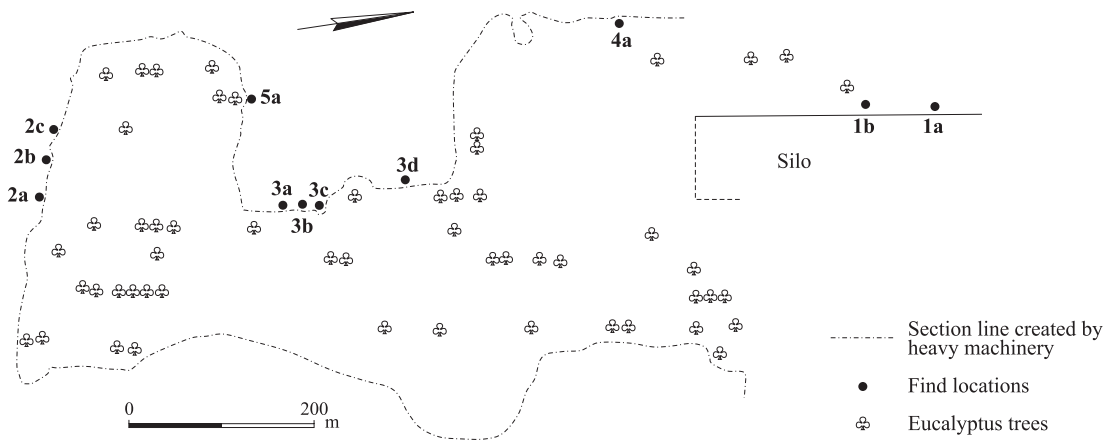 4a
5a
1b
1a
2c
2b
2a
3d
Silo
3a
3c
3b
Section line created by
heavy machinery
Find locations
Eucalyptus trees
0
200
m